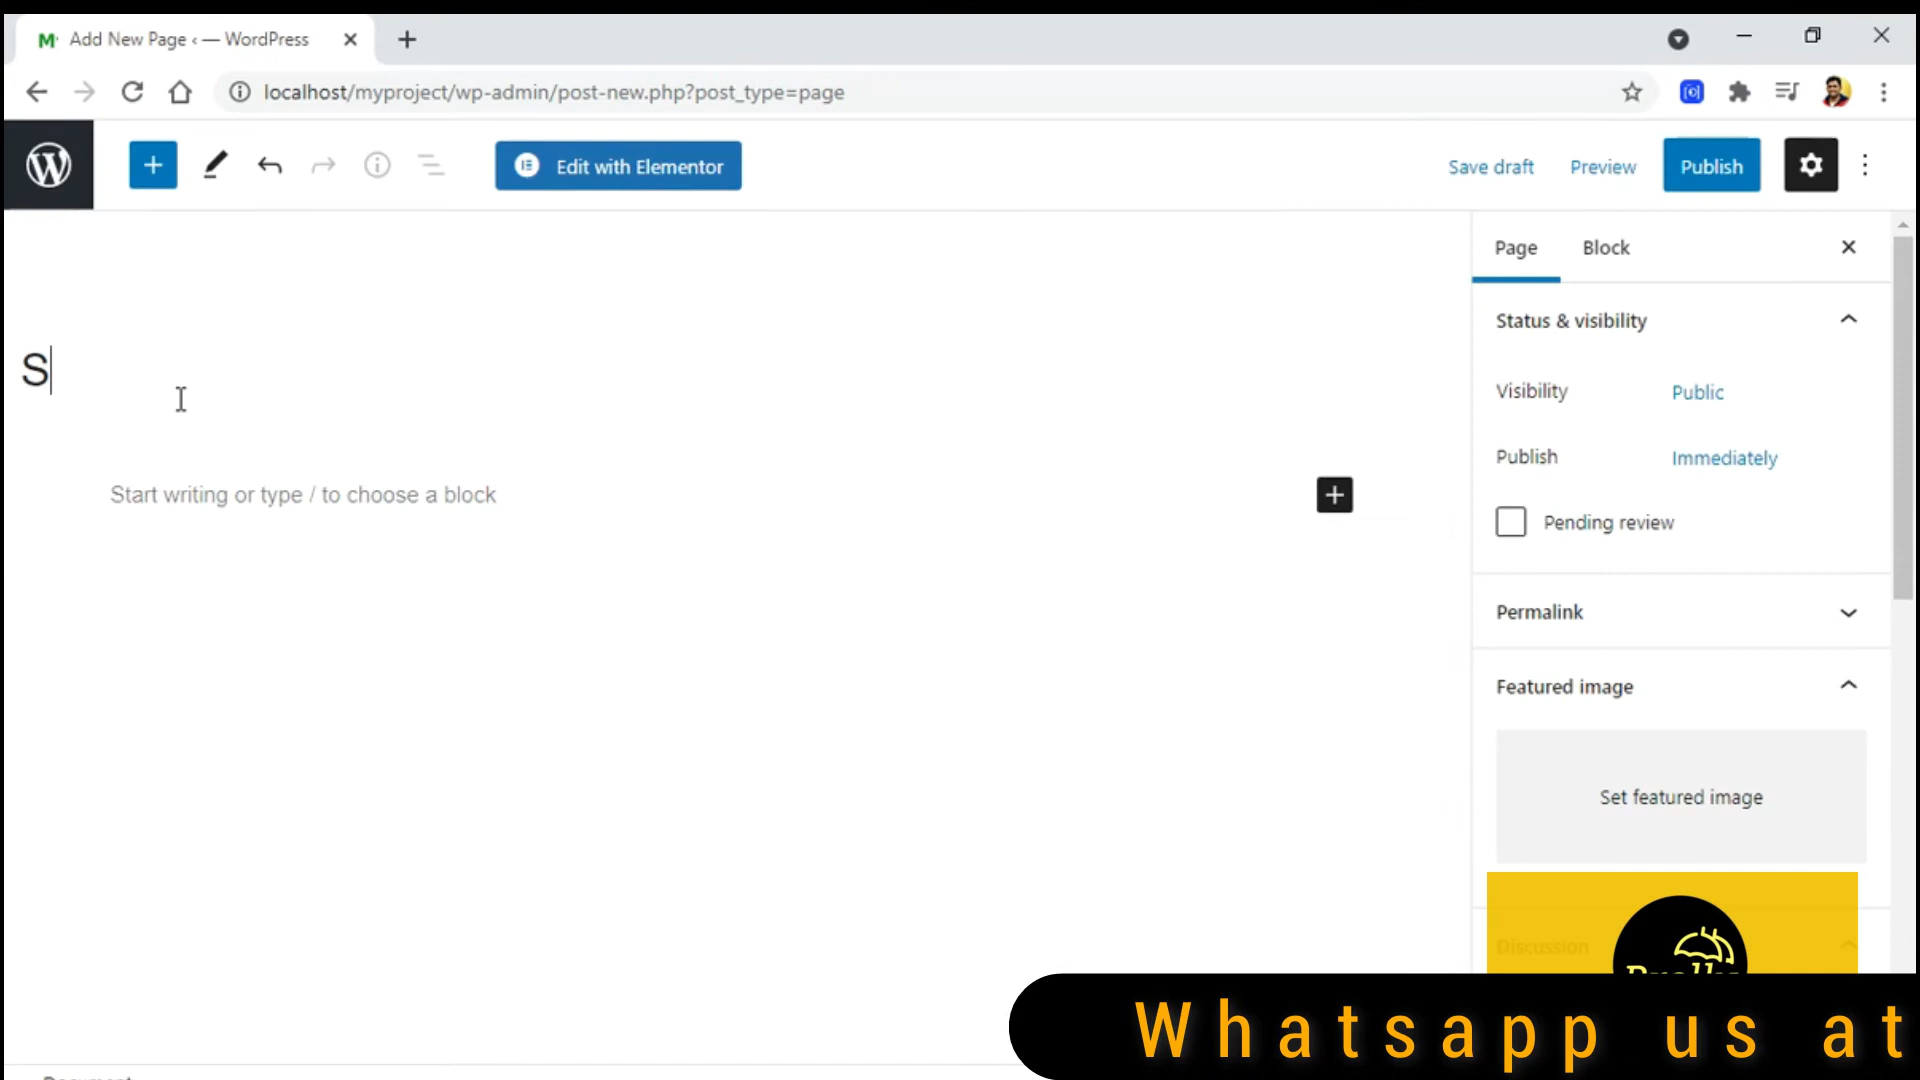 Add New Page ‹ — WordPress
localhost/myproject/wp-admin/post-new.php?post_type=page
Edit with Elementor
Save draft
Preview
Publish
Page
Block
Status & visibility
S
Visibility
Public
Publish
Immediately
Start writing or type / to choose a block
Pending review
Permalink
Featured image
Set featured image
Discussion
Whatsapp us at
Document